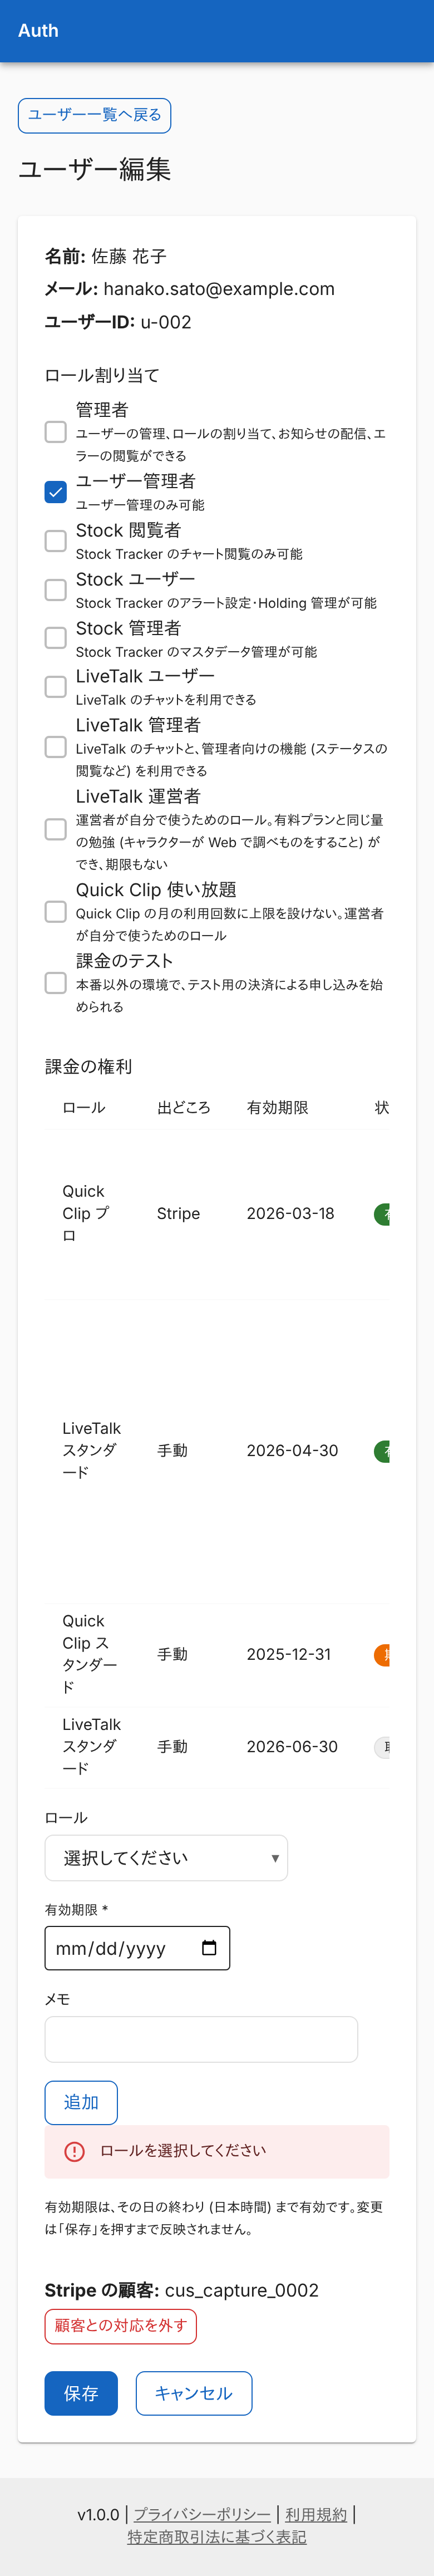 Auth
ユーザー一覧へ戻る
ユーザー編集
名前: 佐藤 花子
メール: hanako.sato@example.com
ユーザーID: u-002
ロール割り当て
管理者
ユーザーの管理、ロールの割り当て、お知らせの配信、エ
ラーの閲覧ができる
ユーザー管理者
ユーザー管理のみ可能
Stock 閲覧者
Stock Tracker のチャート閲覧のみ可能
Stock ユーザー
Stock Tracker のアラート設定・Holding 管理が可能
Stock 管理者
Stock Tracker のマスタデータ管理が可能
LiveTalk ユーザー
LiveTalk のチャットを利用できる
LiveTalk 管理者
LiveTalk のチャットと、管理者向けの機能 (ステータスの
閲覧など) を利用できる
LiveTalk 運営者
運営者が自分で使うためのロール。有料プランと同じ量
の勉強 (キャラクターが Web で調べものをすること) が
でき、期限もない
Quick Clip 使い放題
Quick Clip の月の利用回数に上限を設けない。運営者
が自分で使うためのロール
課金のテスト
本番以外の環境で、テスト用の決済による申し込みを始
められる
課金の権利
ロール 出どころ 有効期限 状
Quick
Clip プ
ロ
Stripe 2026-03-18
LiveTalk
スタンダ
ード
手動 2026-04-30
Quick
Clip ス
タンダー
ド
手動 2025-12-31
LiveTalk
スタンダ
ード
手動 2026-06-30
ロール
選択してください
有効期限 *
mm/dd/yyyy
メモ
追加
ロールを選択してください
有効期限は、その日の終わり (日本時間) まで有効です。変更
は「保存」を押すまで反映されません。
Stripe の顧客: cus_capture_0002
顧客との対応を外す
保存 キャンセル
v1.0.0 | プライバシーポリシー | 利用規約 |
特定商取引法に基づく表記